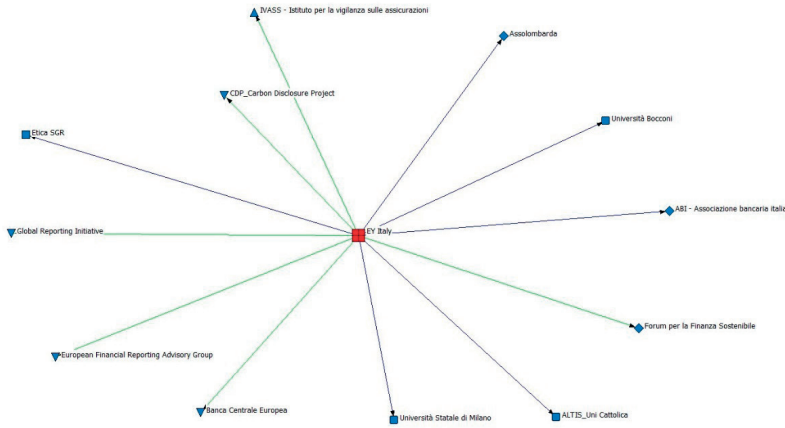 IVASS - Istituto per la vigilanza sulle assicurazioni
Assolombarda
CDP_Carbon Disclosure Project
Università Bocconi
Etica SGR
ABI - Associazione bancaria italia
Global Reporting Initiative
EY Italy
Forum per la Finanza Sostenibile
European Financial Reporting Advisory Group
Banca Centrale Europea
Università Statale di Milano
ALTIS_Uni Cattolica